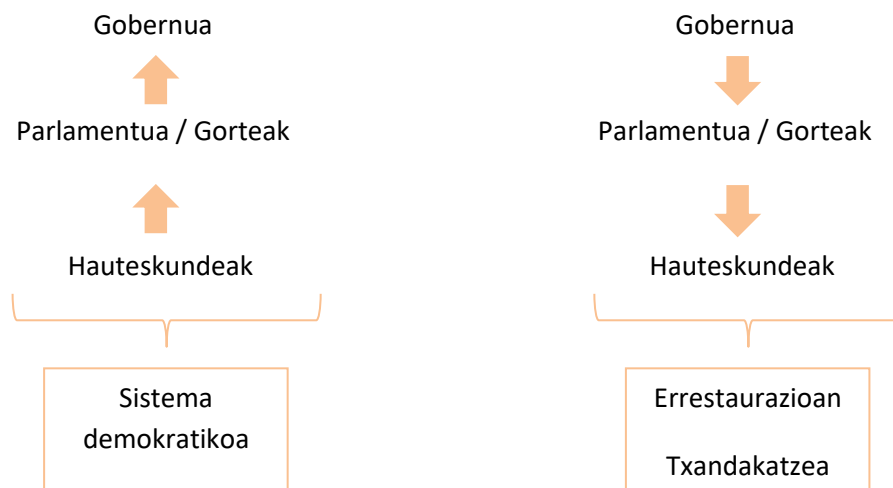 Gobernua
Parlamentua / Gorteak
Hauteskundeak
Sistema
demokratikoa
Gobernua
Parlamentua / Gorteak
Hauteskundeak
Errestaurazioan
Txandakatzea